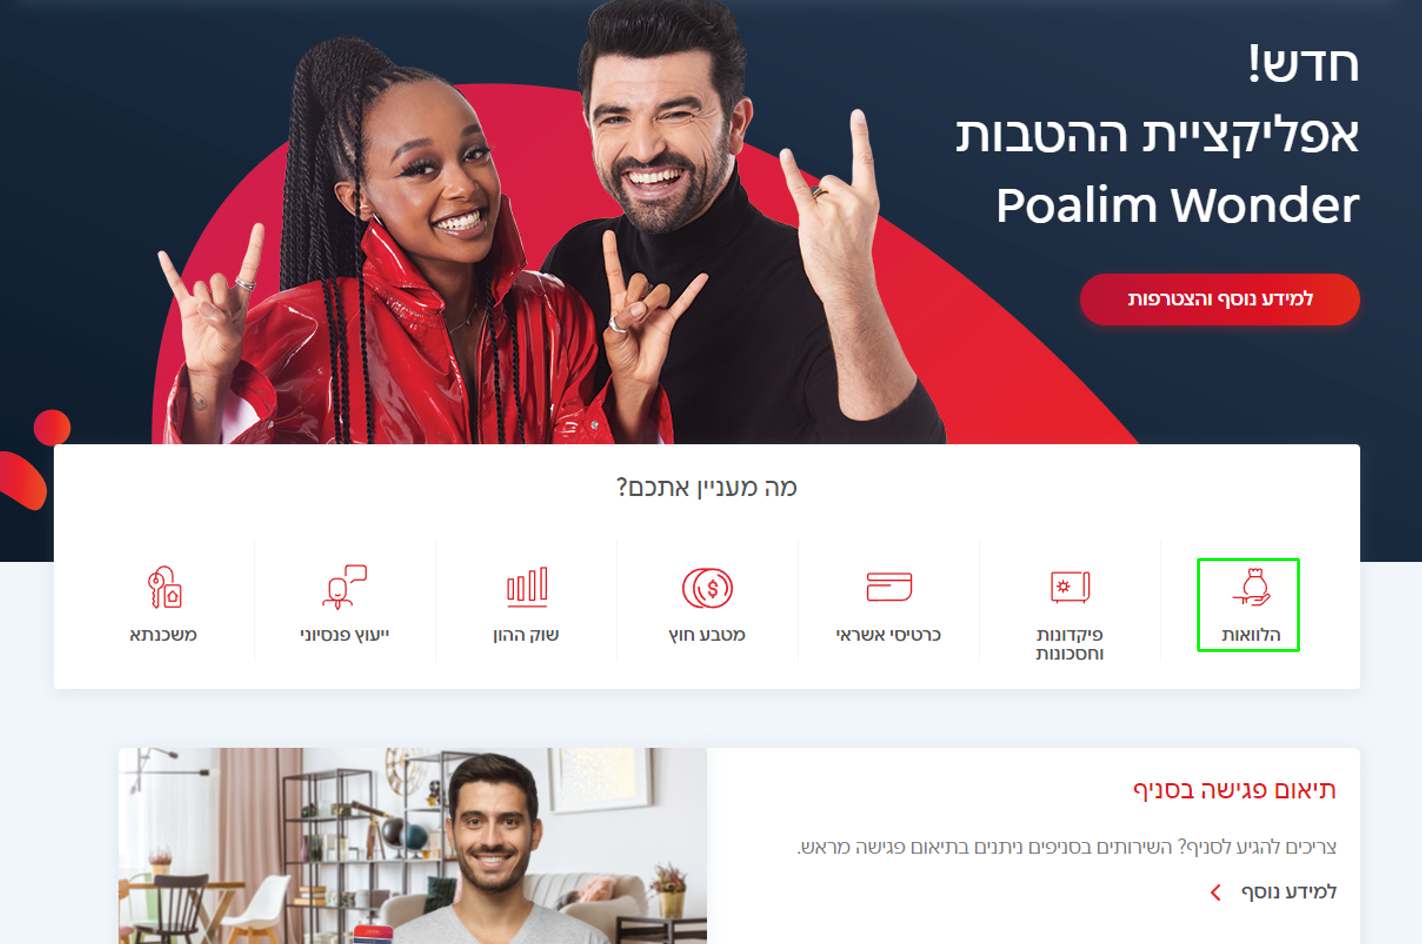 חדש!
אפליקציית ההטבות
Poalim Wonder
למידע נוסף והצטרפות
מה מעניין אתכם?
הלוואות
פיקדונות
וחסכונות
כרטיסי אשראי
מטבע חוץ
שוק ההון
ייעוץ פנסיוני
משכנתא
תיאום פגישה בסניף
צריכים להגיע לסניף? השירותים בסניפים ניתנים בתיאום פגישה מראש.
למידע נוסף